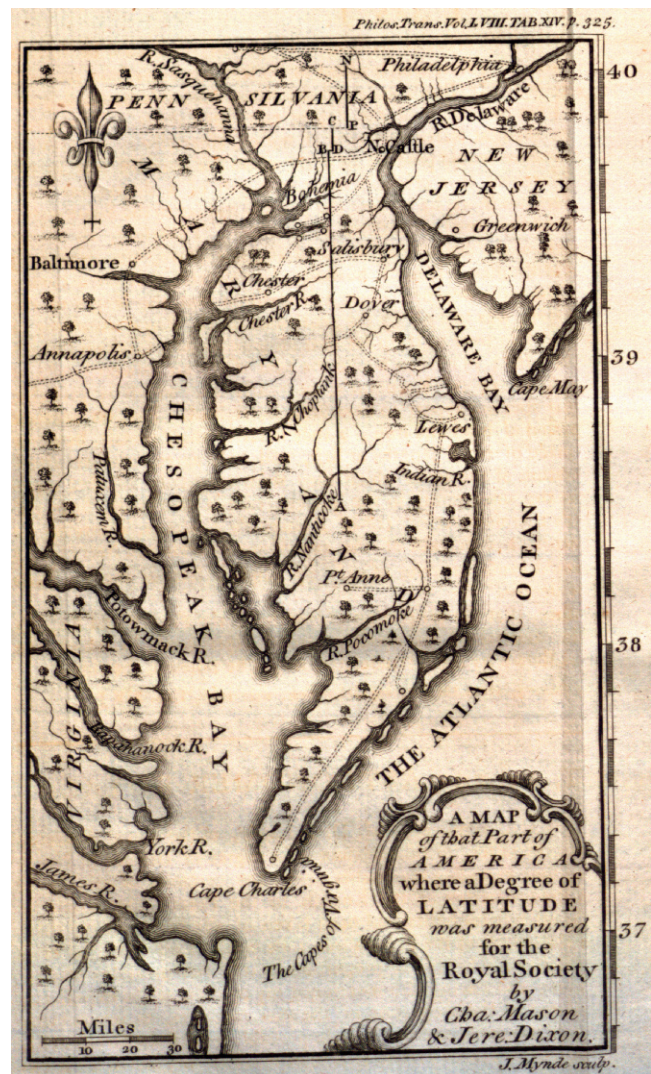 Philos. Trans. Vol. LVIII. TAB. XIV. p. 325.
R. Sasquehanna
Philadelphia
40
PENN SILVANIA
N
R. Delaware
C P
B D
N. Castle
NEW
JERSEY
MARYLAND
Bohemia
Greenwich
Baltimore
Salisbury
Chester
Chester R.
DELAWARE BAY
Dover
Annapolis
39
Cape May
CHESOPEAK BAY
R. N. Chophank
Lewes
Patuxem R.
Indian R.
A
R. Nanticoke
Ps. Anne
Potowmack R.
R. Pocomoke
38
VIRGINIA
THE ATLANTIC OCEAN
Rapahanock R.
York R.
James R.
Cape Charles
The Capes of Virginia
37
A MAP
of that Part of
AMERICA
where a Degree of
LATITUDE
was measured
for the
Royal Society
by
Cha: Mason
& Jere: Dixon.
Miles
10 20 30
J. Mynde sculp.